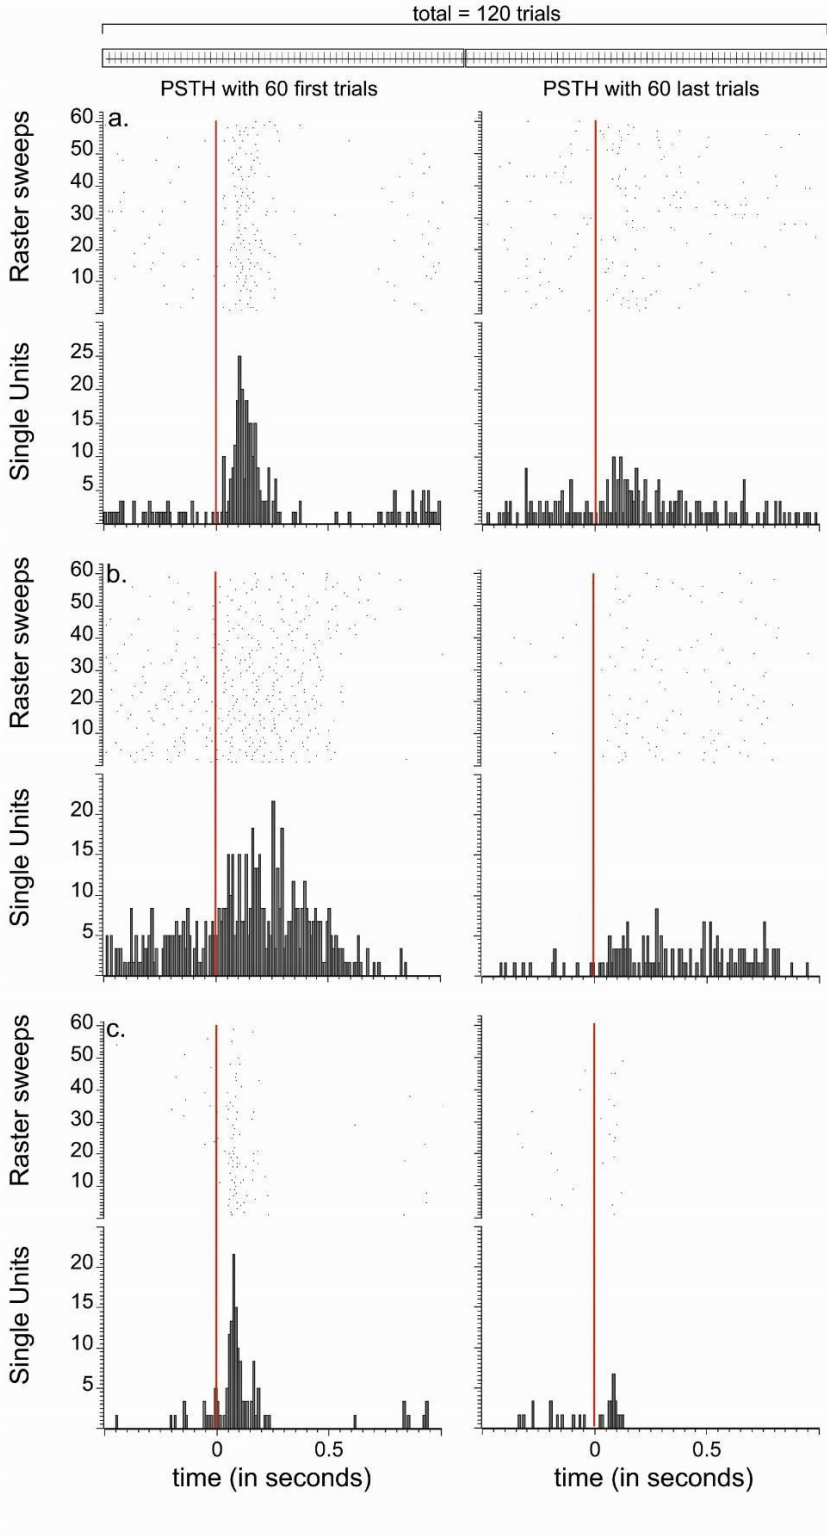 total = 120 trials
PSTH with 60 first trials
PSTH with 60 last trials
a.
Raster sweeps
60
50
40
30
20
10
Single Units
25
20
15
10
5
b.
Raster sweeps
60
50
40
30
20
10
Single Units
20
15
10
5
c.
Raster sweeps
60
50
40
30
20
10
Single Units
20
15
10
5
0 0.5
0 0.5
time (in seconds)
time (in seconds)